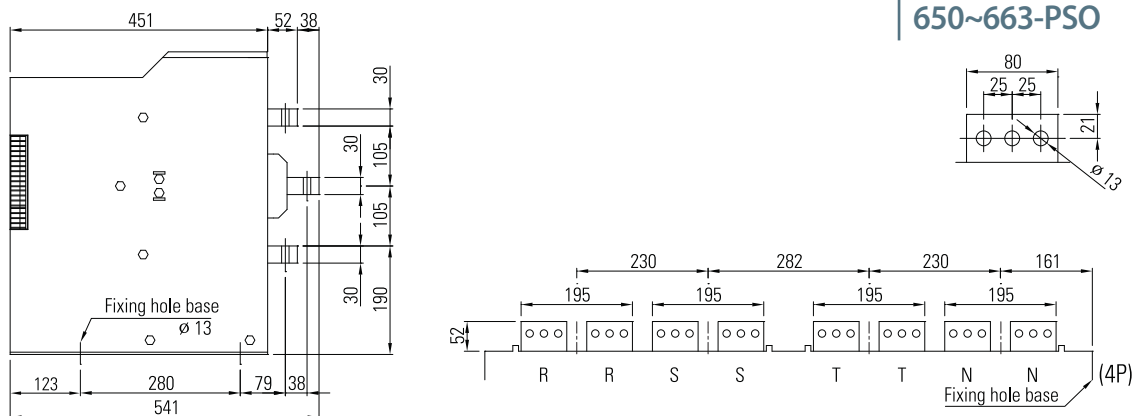 650~663-PSO
451
52
38
30
105
30
105
30
190
Fixing hole base
ø 13
123
280
79
38
541
80
25
25
21
ø 13
230
282
230
161
195
195
195
195
52
R
R
S
S
T
T
N
N
(4P)
Fixing hole base